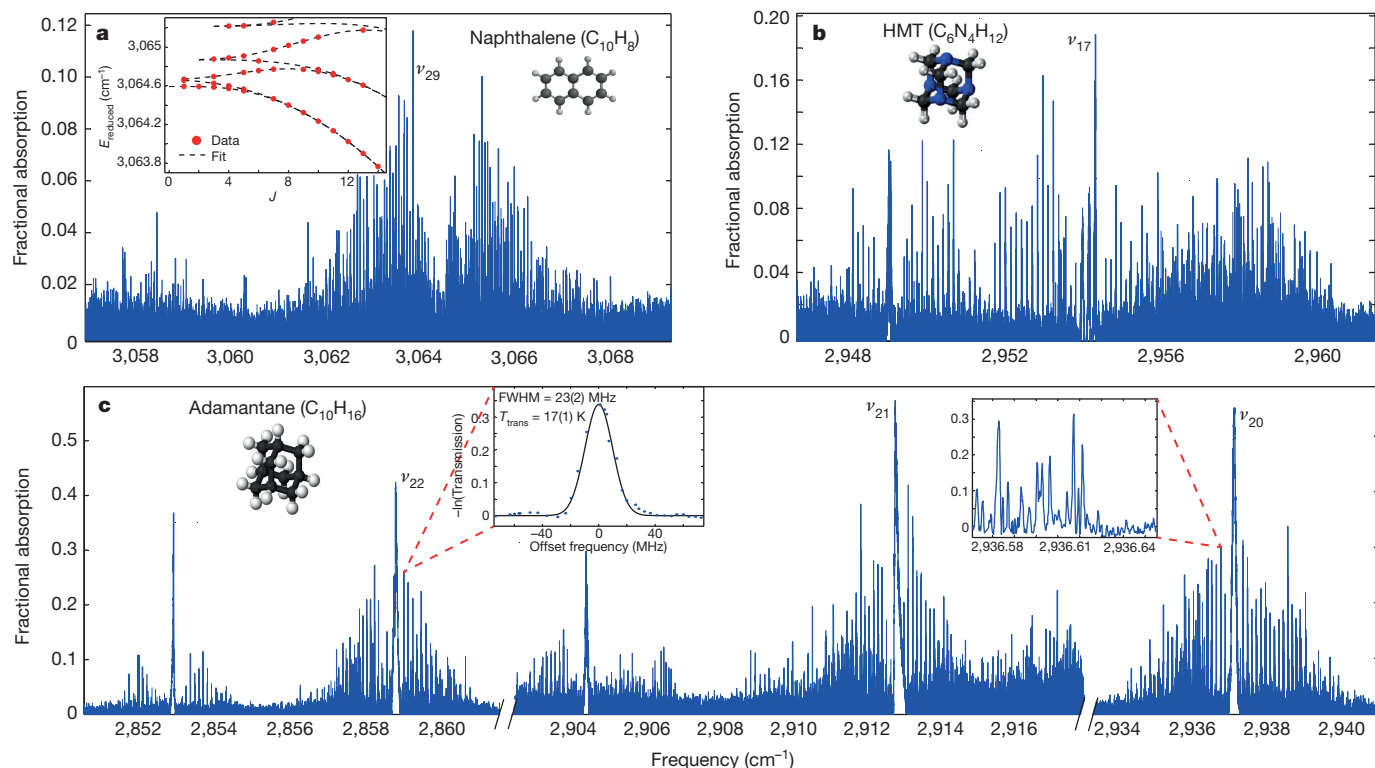 a
Naphthalene (C10H8)
ν29
Fractional absorption
0.12
0.10
0.08
0.06
0.04
0.02
0
3,058
3,060
3,062
3,064
3,066
3,068
Ereduced (cm−1)
3,065
3,064.6
3,064.2
3,063.8
Data
Fit
0
4
8
12
J
b
HMT (C6N4H12)
ν17
Fractional absorption
0.20
0.16
0.12
0.08
0.04
0
2,948
2,952
2,956
2,960
c
Adamantane (C10H16)
Fractional absorption
0.5
0.4
0.3
0.2
0.1
0
ν22
FWHM = 23(2) MHz
Ttrans = 17(1) K
−ln(Transmission)
0.3
0.2
0.1
0
−40
0
40
Offset frequency (MHz)
ν21
0.3
0.2
0.1
0
2,936.58
2,936.61
2,936.64
ν20
2,852
2,854
2,856
2,858
2,860
2,904
2,906
2,908
2,910
2,912
2,914
2,916
2,934
2,936
2,938
2,940
Frequency (cm−1)